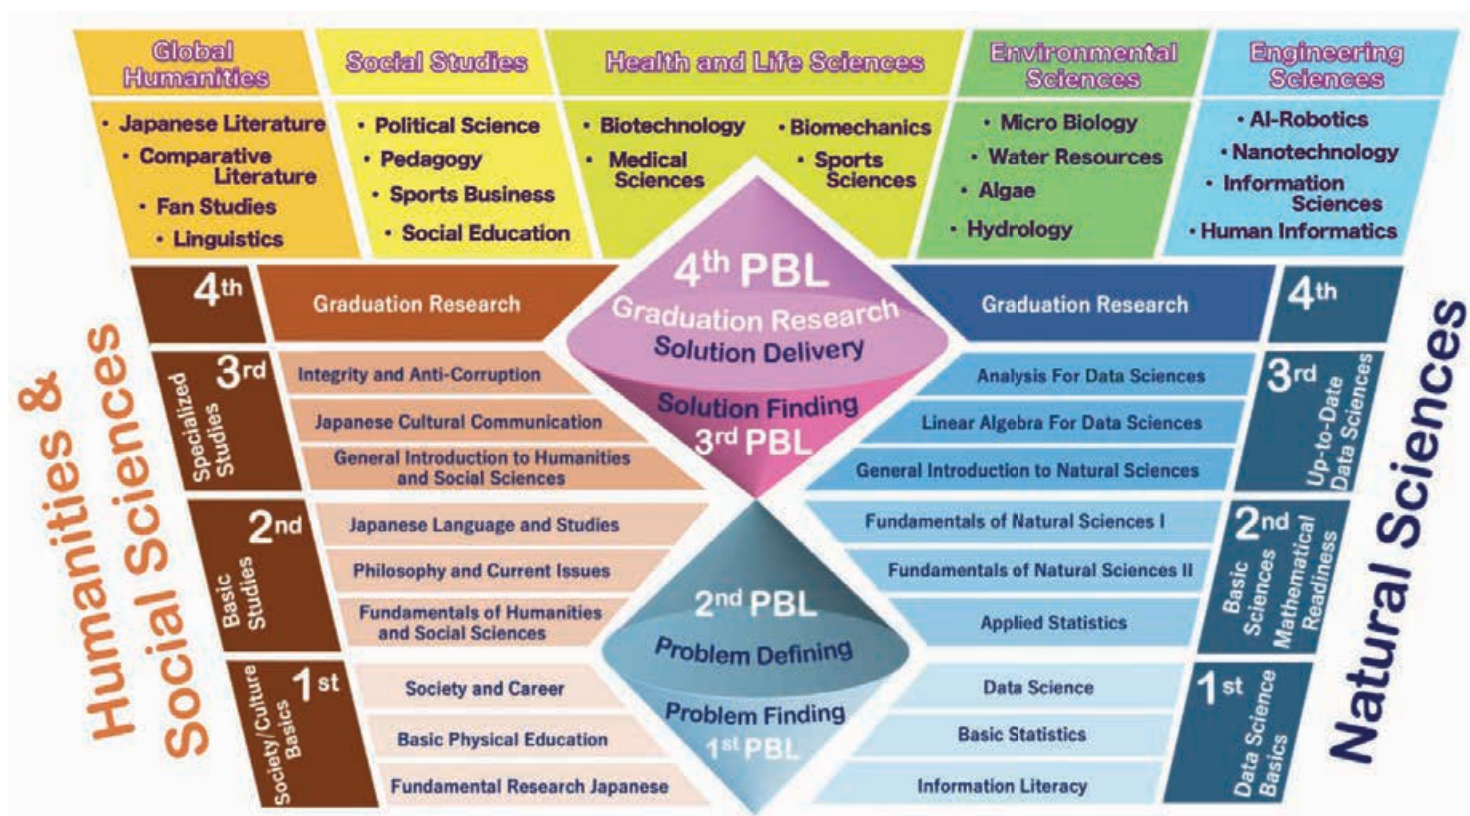 Global
Humanities
Social Studies
Health and Life Sciences
Environmental
Sciences
Engineering
Sciences
• Japanese Literature
• Comparative
Literature
• Fan Studies
• Linguistics
• Political Science
• Pedagogy
• Sports Business
• Social Education
• Biotechnology
• Medical
Sciences
• Biomechanics
• Sports
Sciences
• Micro Biology
• Water Resources
• Algae
• Hydrology
• AI-Robotics
• Nanotechnology
• Information
Sciences
• Human Informatics
Humanities &
Social Sciences
4th
Graduation Research
3rd
Specialized
Studies
Integrity and Anti-Corruption
Japanese Cultural Communication
General Introduction to Humanities
and Social Sciences
2nd
Basic
Studies
Japanese Language and Studies
Philosophy and Current Issues
Fundamentals of Humanities
and Social Sciences
1st
Society/Culture
Basics
Society and Career
Basic Physical Education
Fundamental Research Japanese
4th PBL
Graduation Research
Solution Delivery
Solution Finding
3rd PBL
2nd PBL
Problem Defining
Problem Finding
1st PBL
Graduation Research
4th
Analysis For Data Sciences
Linear Algebra For Data Sciences
General Introduction to Natural Sciences
3rd
Up-to-Date
Data Sciences
Fundamentals of Natural Sciences I
Fundamentals of Natural Sciences II
Applied Statistics
2nd
Basic
Sciences
Mathematical
Readiness
Data Science
Basic Statistics
Information Literacy
1st
Data Science
Basics
Natural Sciences